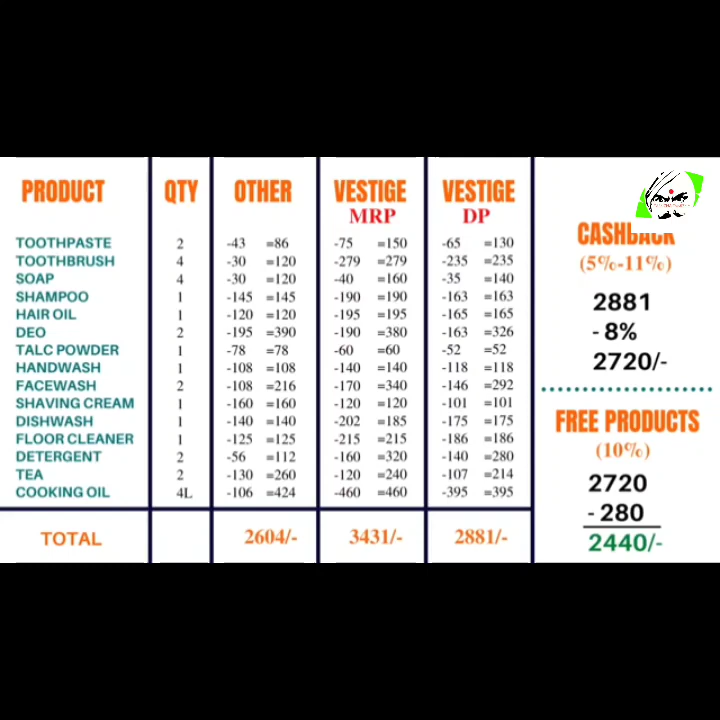 PRODUCT QTY OTHER VESTIGE MRP VESTIGE DP
TOOTHPASTE 2 -43 =86 -75 =150 -65 =130
TOOTHBRUSH 4 -30 =120 -279 =279 -235 =235
SOAP 4 -30 =120 -40 =160 -35 =140
SHAMPOO 1 -145 =145 -190 =190 -163 =163
HAIR OIL 1 -120 =120 -195 =195 -165 =165
DEO 2 -195 =390 -190 =380 -163 =326
TALC POWDER 1 -78 =78 -60 =60 -52 =52
HANDWASH 1 -108 =108 -140 =140 -118 =118
FACEWASH 2 -108 =216 -170 =340 -146 =292
SHAVING CREAM 1 -160 =160 -120 =120 -101 =101
DISHWASH 1 -140 =140 -202 =185 -175 =175
FLOOR CLEANER 1 -125 =125 -215 =215 -186 =186
DETERGENT 2 -56 =112 -160 =320 -140 =280
TEA 2 -130 =260 -120 =240 -107 =214
COOKING OIL 4L -106 =424 -460 =460 -395 =395
TOTAL 2604/- 3431/- 2881/-
CASHBACK
(5%-11%)
2881
- 8%
2720/-
FREE PRODUCTS
(10%)
2720
- 280
2440/-